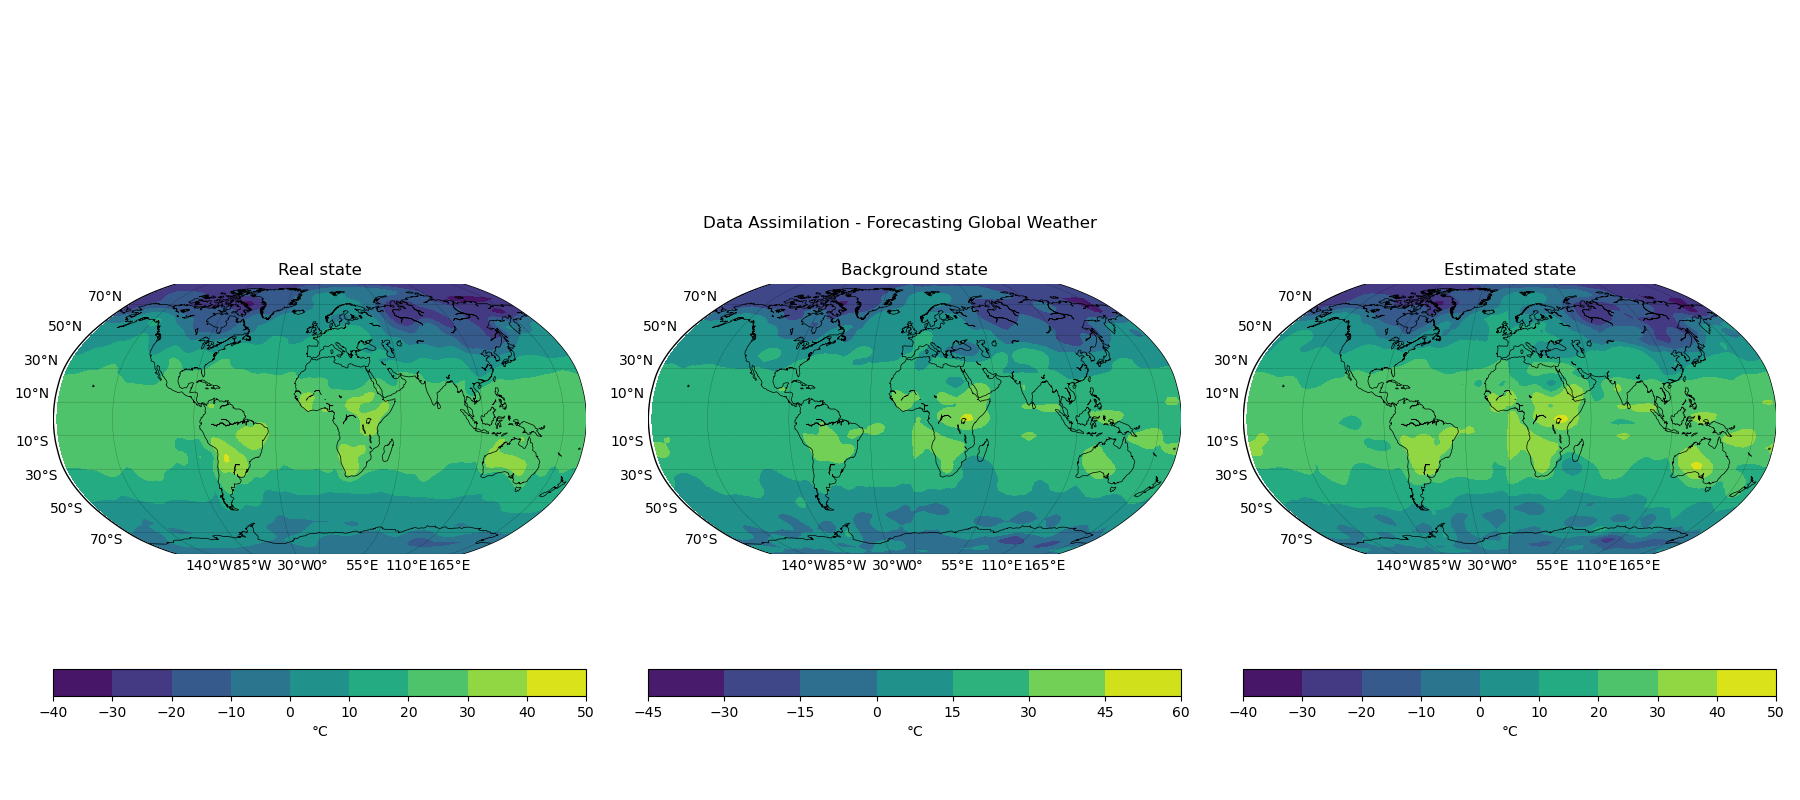 Data Assimilation - Forecasting Global Weather
Real state
70°N
50°N
30°N
10°N
10°S
30°S
50°S
70°S
140°W 85°W 30°W 0° 55°E 110°E 165°E
−40 −30 −20 −10 0 10 20 30 40 50
°C
Background state
70°N
50°N
30°N
10°N
10°S
30°S
50°S
70°S
140°W 85°W 30°W 0° 55°E 110°E 165°E
−45 −30 −15 0 15 30 45 60
°C
Estimated state
70°N
50°N
30°N
10°N
10°S
30°S
50°S
70°S
140°W 85°W 30°W 0° 55°E 110°E 165°E
−40 −30 −20 −10 0 10 20 30 40 50
°C